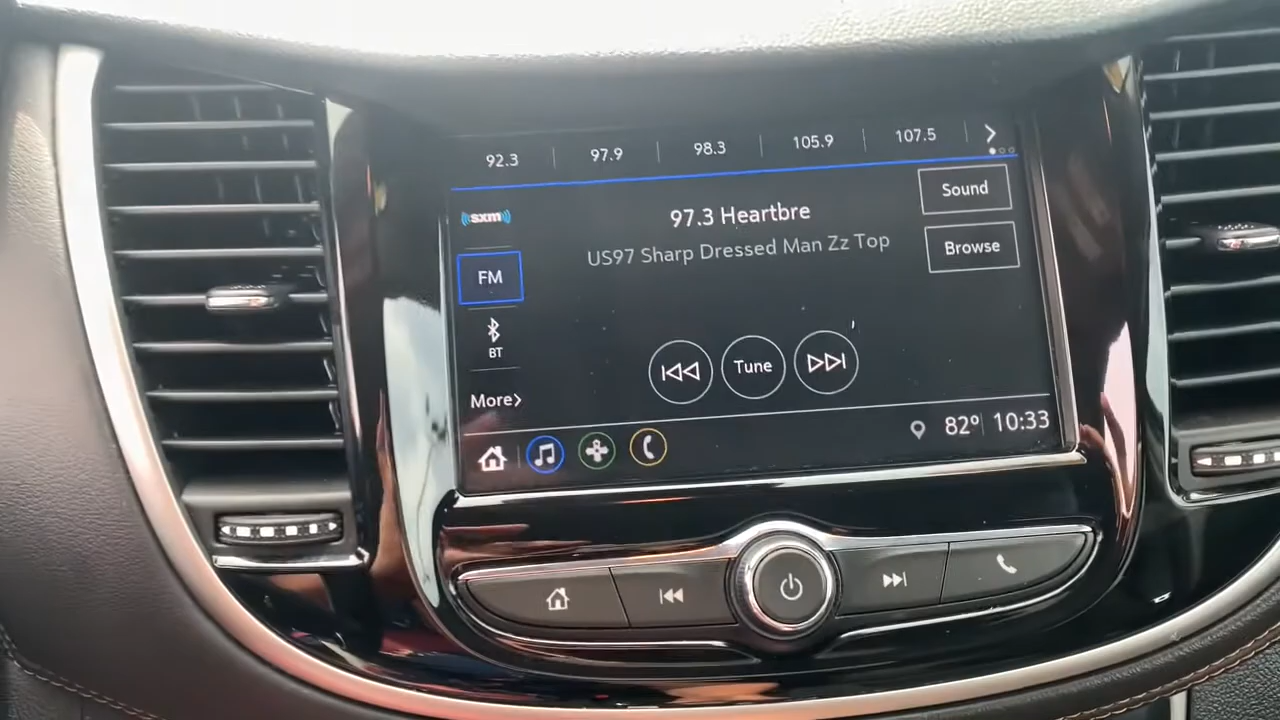 92.3 97.9 98.3 105.9 107.5
sxm
97.3 Heartbre
Sound
US97 Sharp Dressed Man Zz Top
Browse
FM
BT
Tune
More
82° 10:33